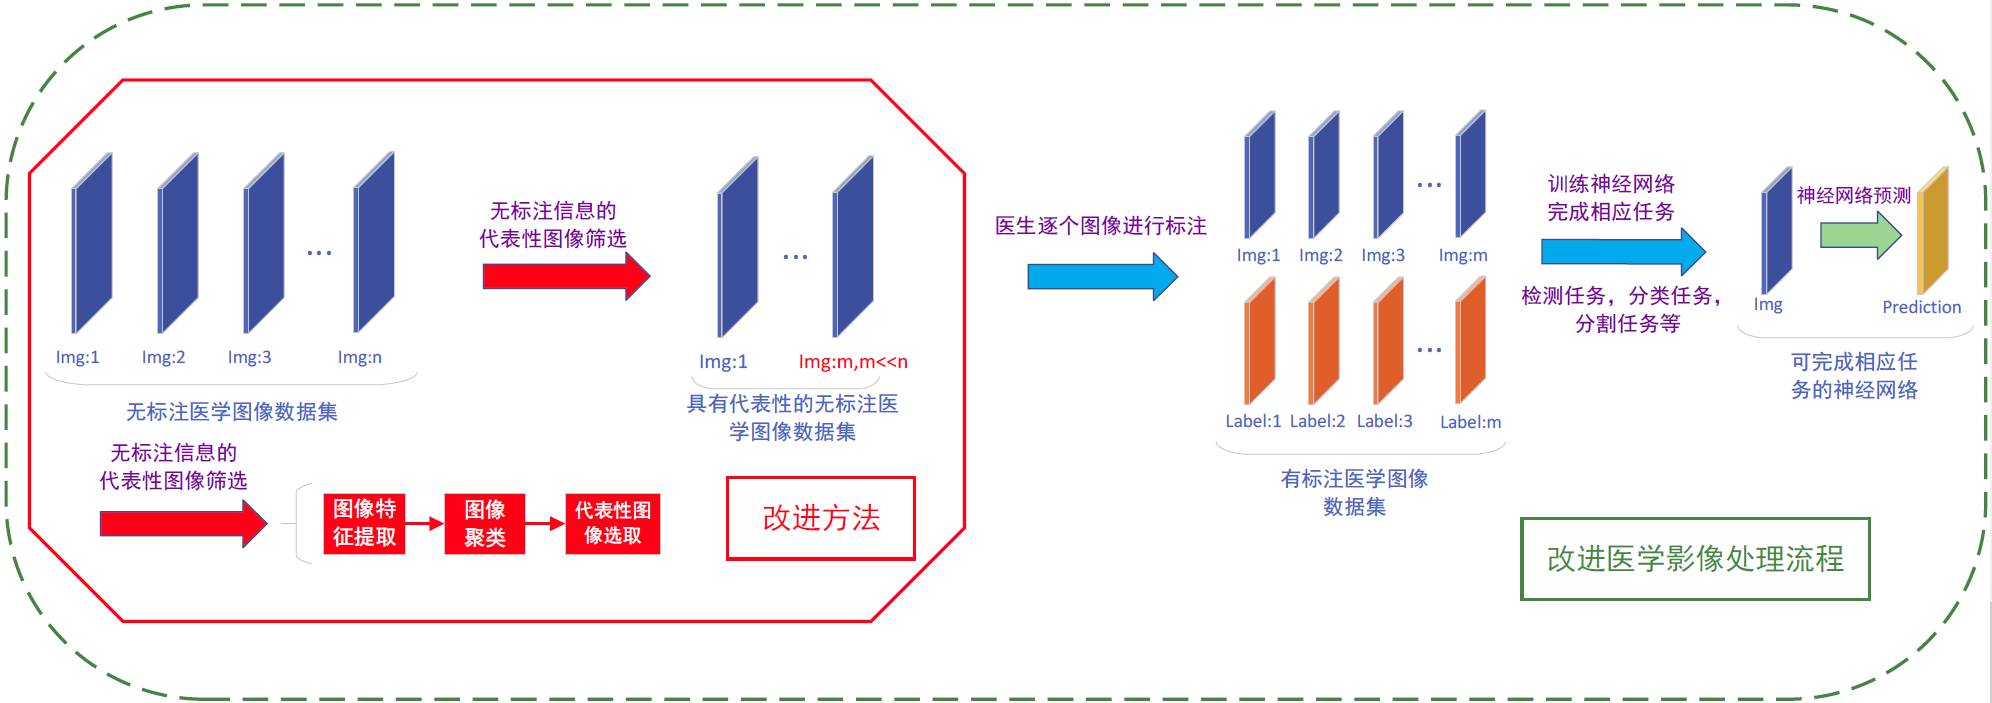 无标注信息的
代表性图像筛选
Img:1
Img:2
Img:3
...
Img:n
无标注医学图像数据集
...
Img:1
Img:m,m<<n
具有代表性的无标注医
学图像数据集
无标注信息的
代表性图像筛选
图像特
征提取
图像
聚类
代表性图
像选取
改进方法
医生逐个图像进行标注
...
Img:1
Img:2
Img:3
Img:m
...
Label:1
Label:2
Label:3
Label:m
有标注医学图像
数据集
训练神经网络
完成相应任务
检测任务，分类任务，
分割任务等
神经网络预测
Img
Prediction
可完成相应任
务的神经网络
改进医学影像处理流程